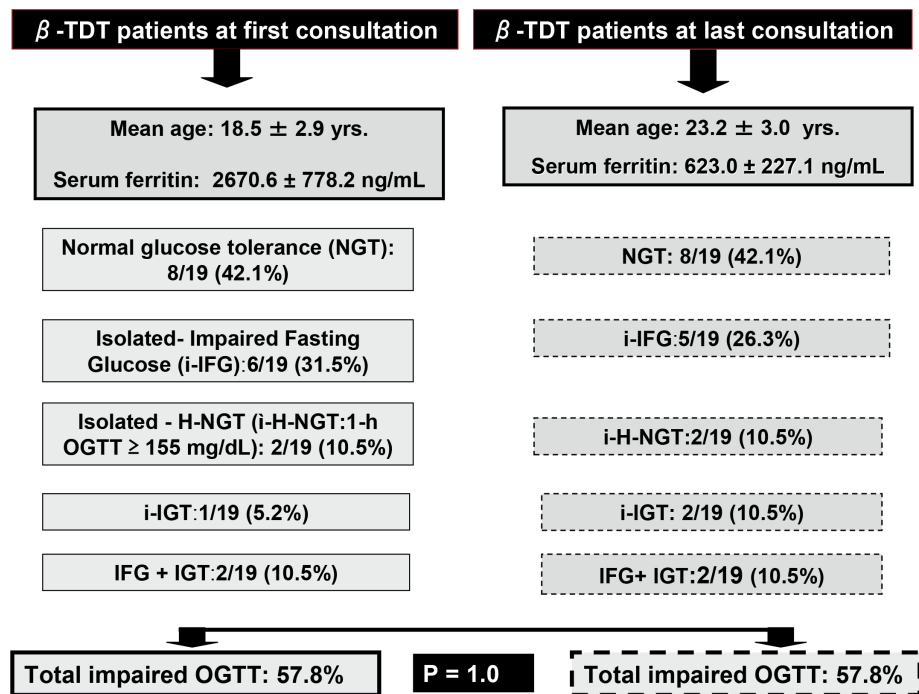 β -TDT patients at first consultation
Mean age: 18.5 ± 2.9 yrs.
Serum ferritin: 2670.6 ± 778.2 ng/mL
Normal glucose tolerance (NGT):
8/19 (42.1%)
Isolated- Impaired Fasting
Glucose (i-IFG):6/19 (31.5%)
Isolated - H-NGT (ì-H-NGT:1-h
OGTT ≥ 155 mg/dL): 2/19 (10.5%)
i-IGT:1/19 (5.2%)
IFG + IGT:2/19 (10.5%)
Total impaired OGTT: 57.8%
β -TDT patients at last consultation
Mean age: 23.2 ± 3.0 yrs.
Serum ferritin: 623.0 ± 227.1 ng/mL
NGT: 8/19 (42.1%)
i-IFG:5/19 (26.3%)
i-H-NGT:2/19 (10.5%)
i-IGT: 2/19 (10.5%)
IFG+ IGT:2/19 (10.5%)
P = 1.0
Total impaired OGTT: 57.8%